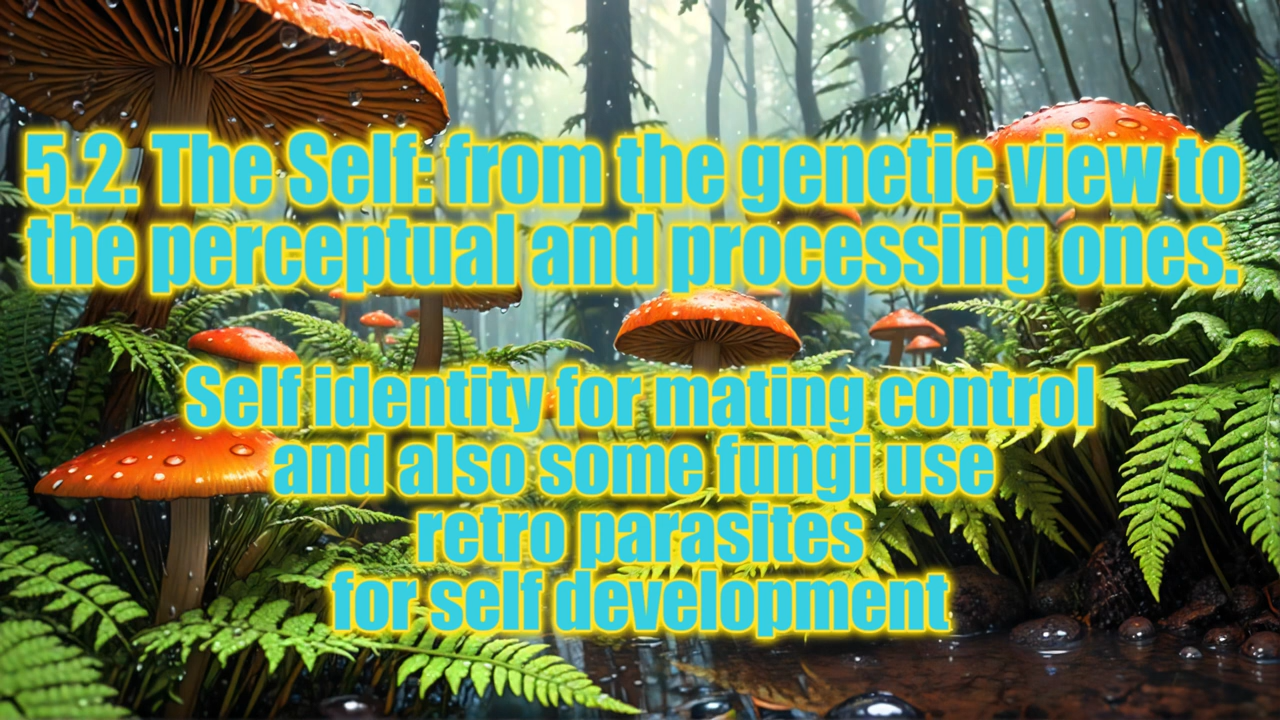 5.2. The Self: from the genetic view to
the perceptual and processing ones.
Self identity for mating control
and also some fungi use
retro parasites
for self development